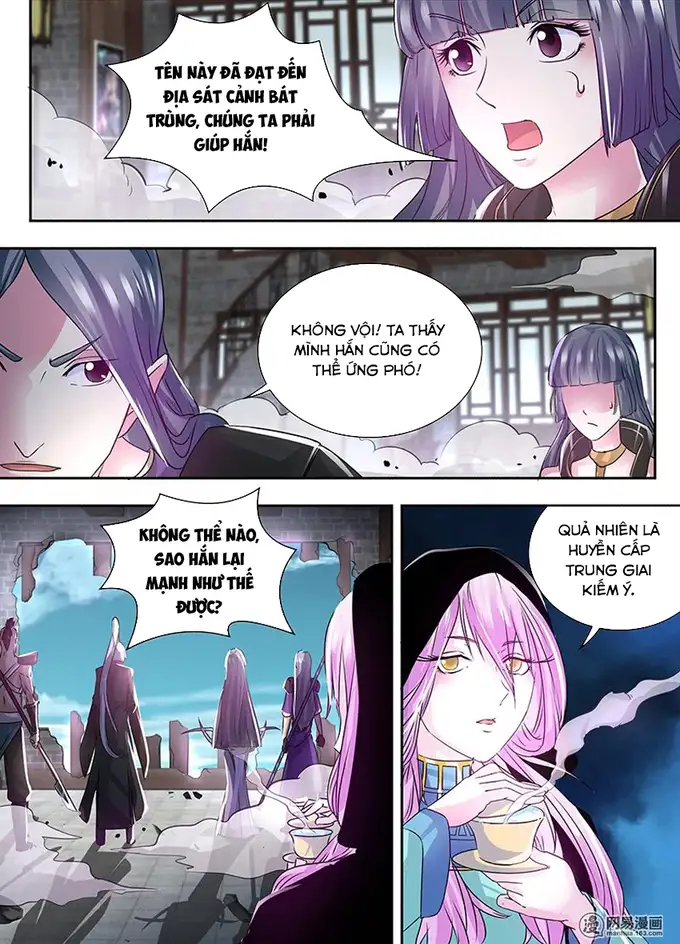 TÊN NÀY ĐÃ ĐẠT ĐẾN
ĐỊA SÁT CẢNH BÁT
TRÙNG, CHÚNG TA PHẢI
GIÚP HẮN!
KHÔNG VỘI! TA THẤY
MÌNH HẮN CŨNG CÓ
THỂ ỨNG PHÓ!
KHÔNG THỂ NÀO,
SAO HẮN LẠI
MẠNH NHƯ THẾ
ĐƯỢC?
QUẢ NHIÊN LÀ
HUYỀN CẤP
TRUNG GIAI
KIẾM Ý.
网易漫画
manhua.163.com